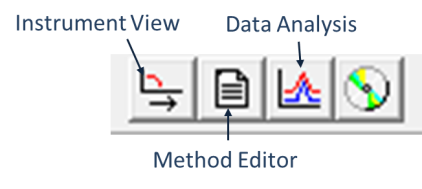 Instrument View
Data Analysis
Method Editor